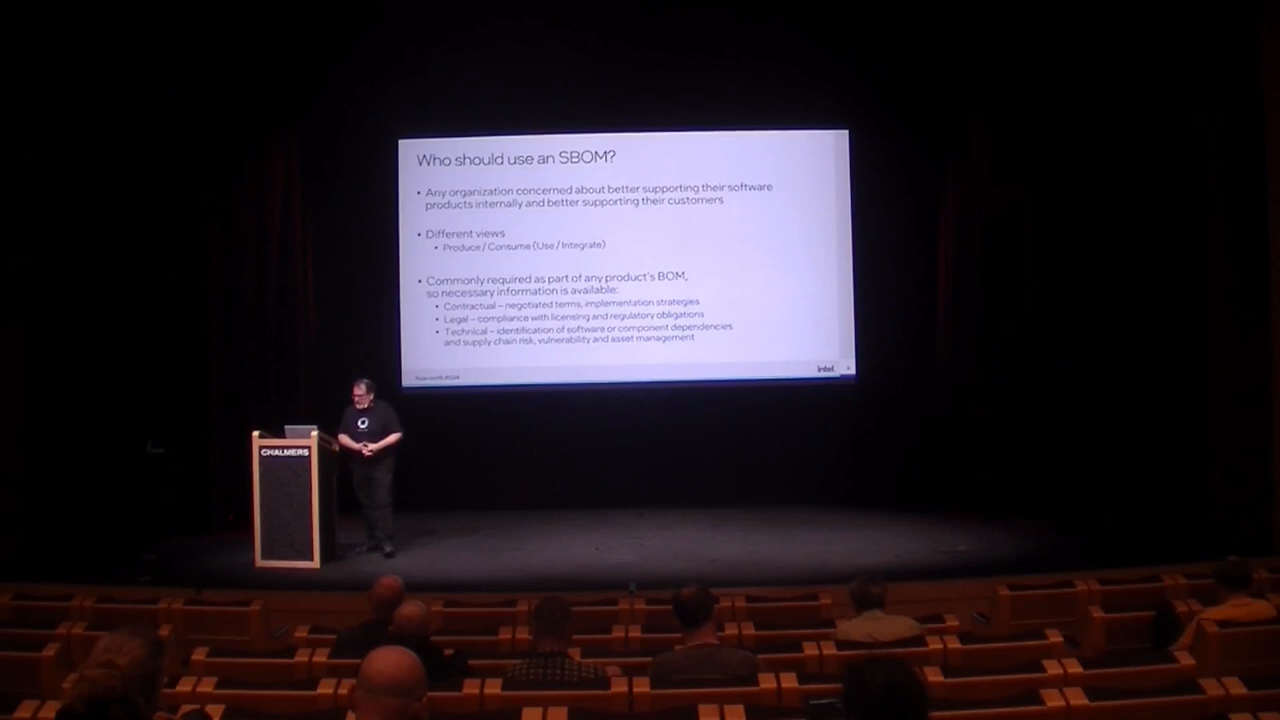 Who should use an SBOM?
• Any organization concerned about better supporting their software
products internally and better supporting their customers
• Different views
• Produce / Consume (Use / Integrate)
• Commonly required as part of any product's BOM,
so necessary information is available:
• Contractual – negotiated terms, implementation strategies
• Legal – compliance with licensing and regulatory obligations
• Technical – identification of software or component dependencies
and supply chain risk, vulnerability and asset management
intel
CHALMERS